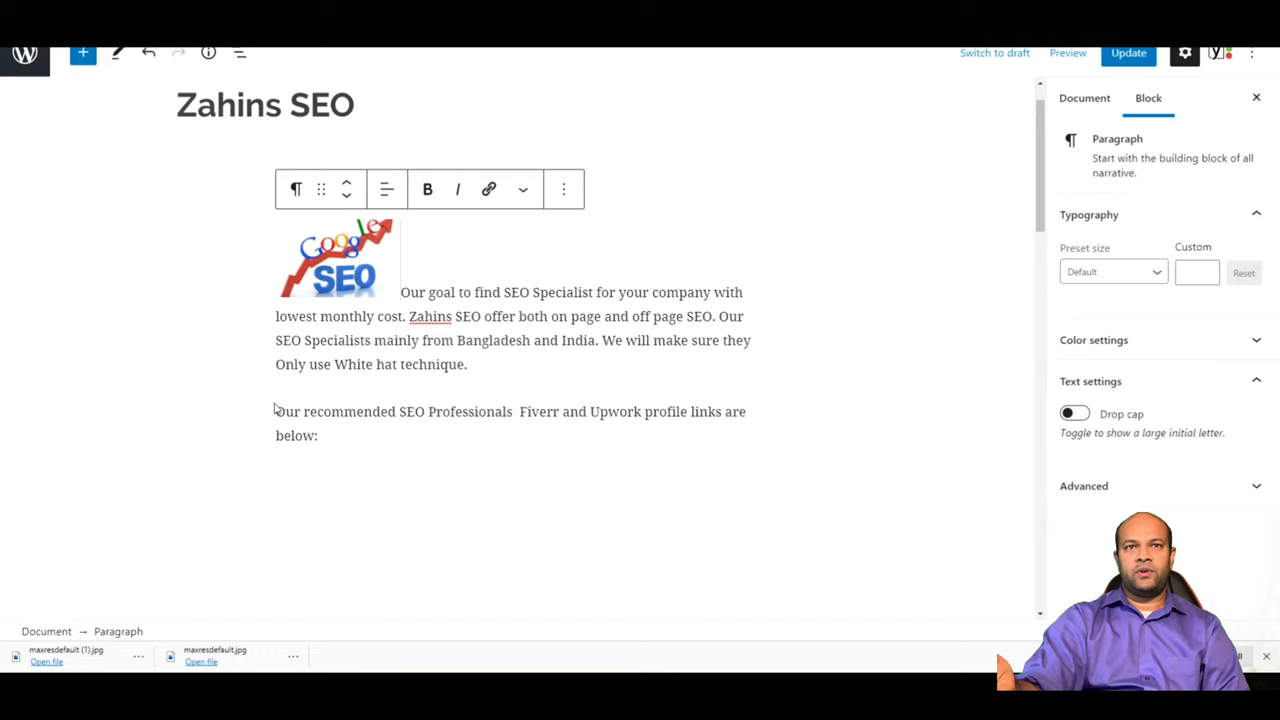 Switch to draft Preview Update
Zahins SEO
Document Block
Paragraph
Start with the building block of all
narrative.
B I
Typography
Preset size Custom
Default Reset
Google
SEO
Our goal to find SEO Specialist for your company with
lowest monthly cost. Zahins SEO offer both on page and off page SEO. Our
SEO Specialists mainly from Bangladesh and India. We will make sure they
Only use White hat technique.
Color settings
Text settings
Drop cap
Toggle to show a large initial letter.
Our recommended SEO Professionals  Fiverr and Upwork profile links are
below:
Advanced
Document → Paragraph
maxresdefault (1).jpg
Open file
maxresdefault.jpg
Open file